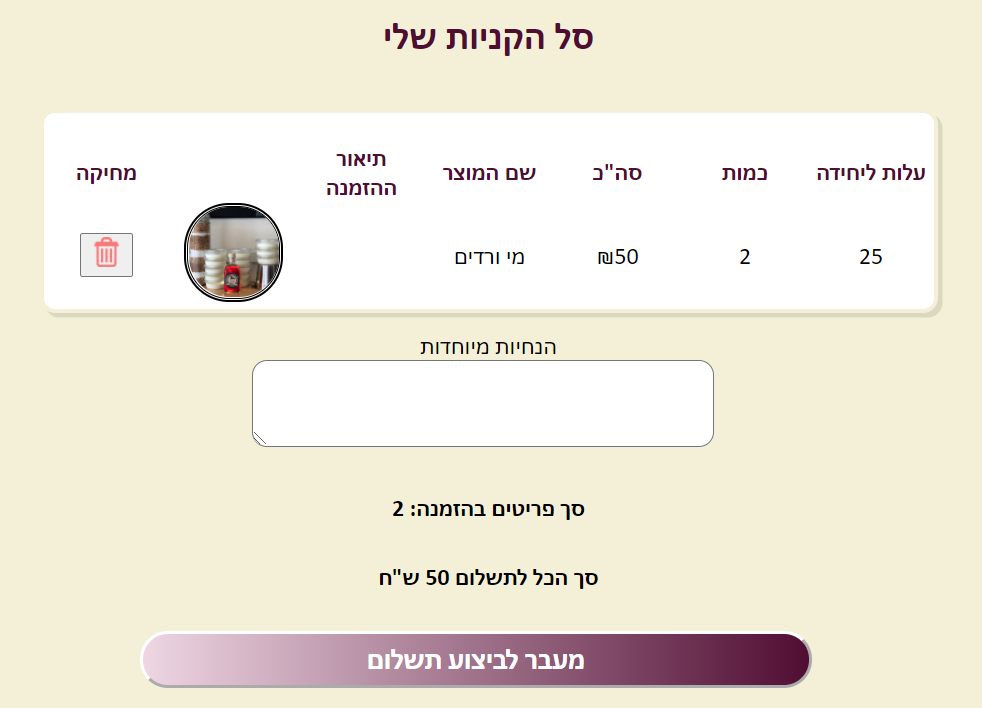 סל הקניות שלי
עלות ליחידה כמות סה"כ שם המוצר תיאור ההזמנה מחיקה
25 2 ₪50 מי ורדים
הנחיות מיוחדות
סך פריטים בהזמנה: 2
סך הכל לתשלום 50 ש"ח
מעבר לביצוע תשלום